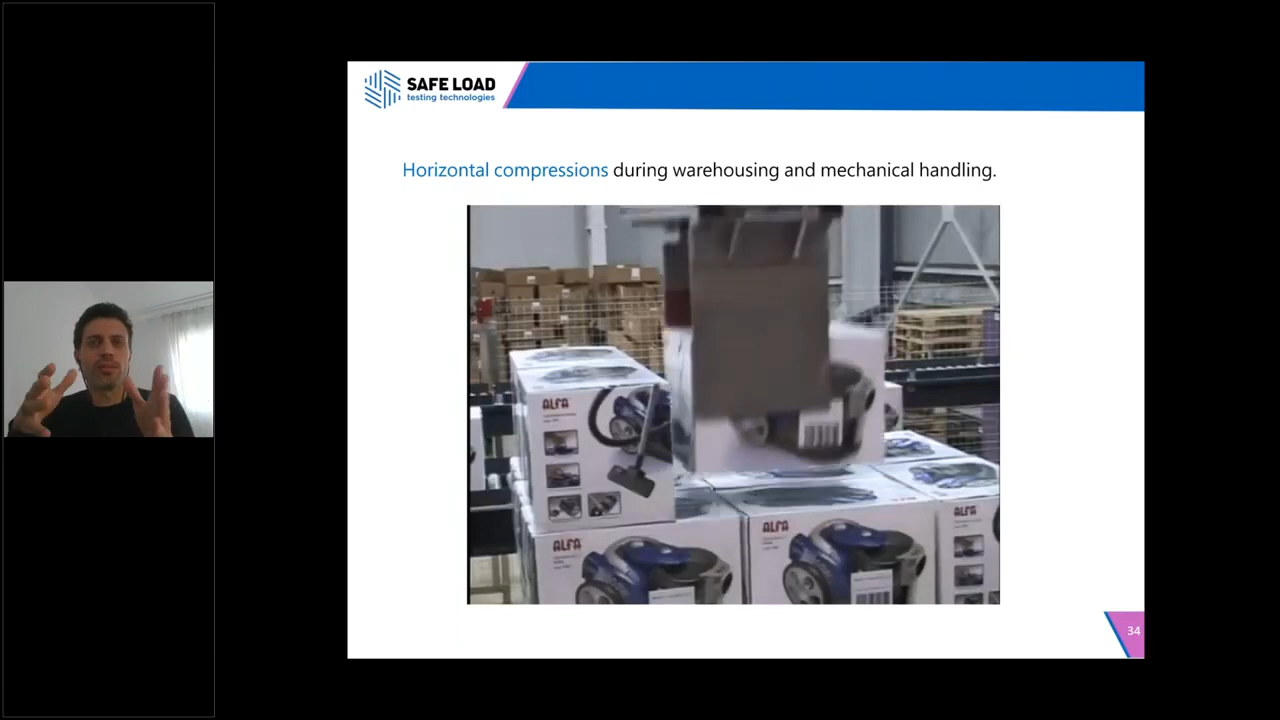 SAFE LOAD
testing technologies
Horizontal compressions during warehousing and mechanical handling.
ALFA
ALFA
ALFA
ALFA
34